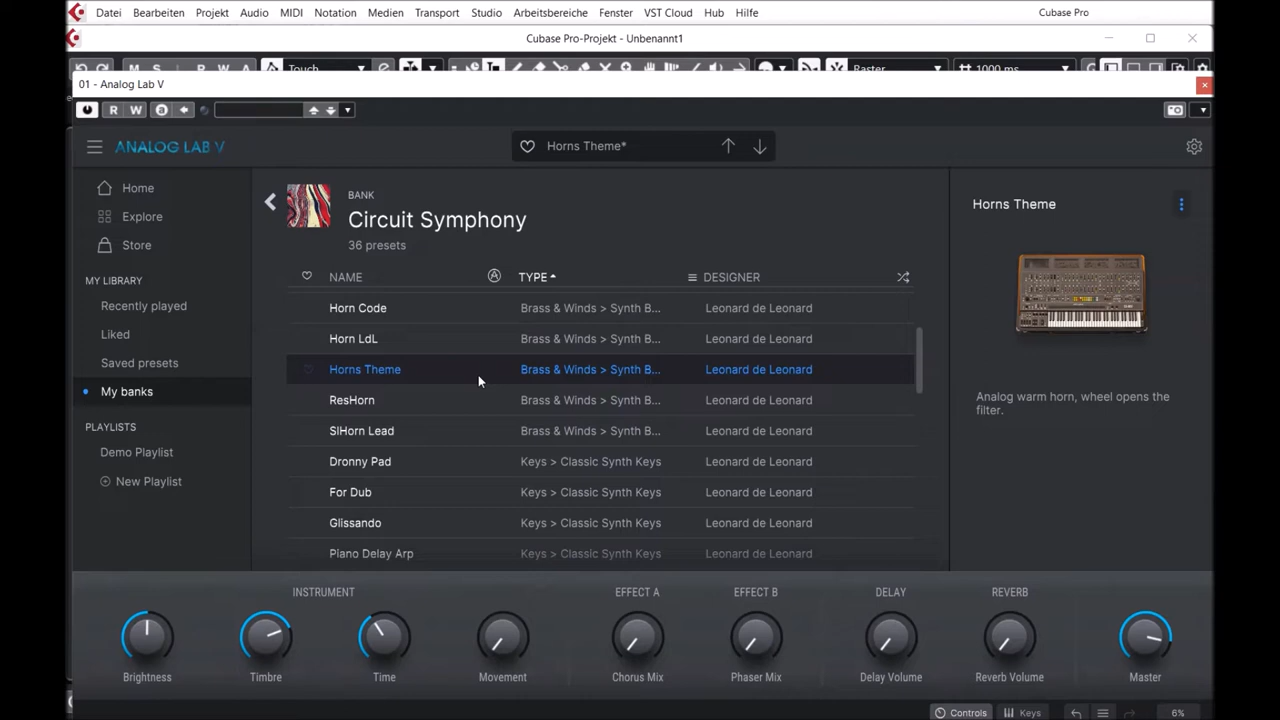 Datei Bearbeiten Projekt Audio MIDI Notation Medien Transport Studio Arbeitsbereiche Fenster VST Cloud Hub Hilfe Cubase Pro
Cubase Pro-Projekt - Unbenannt1
M S R W A Touch Raster 1000 ms
01 - Analog Lab V
R W a
ANALOG LAB V
Horns Theme*
Home
Explore
Store
MY LIBRARY
Recently played
Liked
Saved presets
My banks
PLAYLISTS
Demo Playlist
New Playlist
BANK
Circuit Symphony
36 presets
NAME TYPE DESIGNER
Horn Code Brass & Winds > Synth B... Leonard de Leonard
Horn LdL Brass & Winds > Synth B... Leonard de Leonard
Horns Theme Brass & Winds > Synth B... Leonard de Leonard
ResHorn Brass & Winds > Synth B... Leonard de Leonard
SlHorn Lead Brass & Winds > Synth B... Leonard de Leonard
Dronny Pad Keys > Classic Synth Keys Leonard de Leonard
For Dub Keys > Classic Synth Keys Leonard de Leonard
Glissando Keys > Classic Synth Keys Leonard de Leonard
Piano Delay Arp Keys > Classic Synth Keys Leonard de Leonard
Horns Theme
Analog warm horn, wheel opens the
filter.
INSTRUMENT EFFECT A EFFECT B DELAY REVERB
Brightness Timbre Time Movement Chorus Mix Phaser Mix Delay Volume Reverb Volume Master
Controls Keys 6%